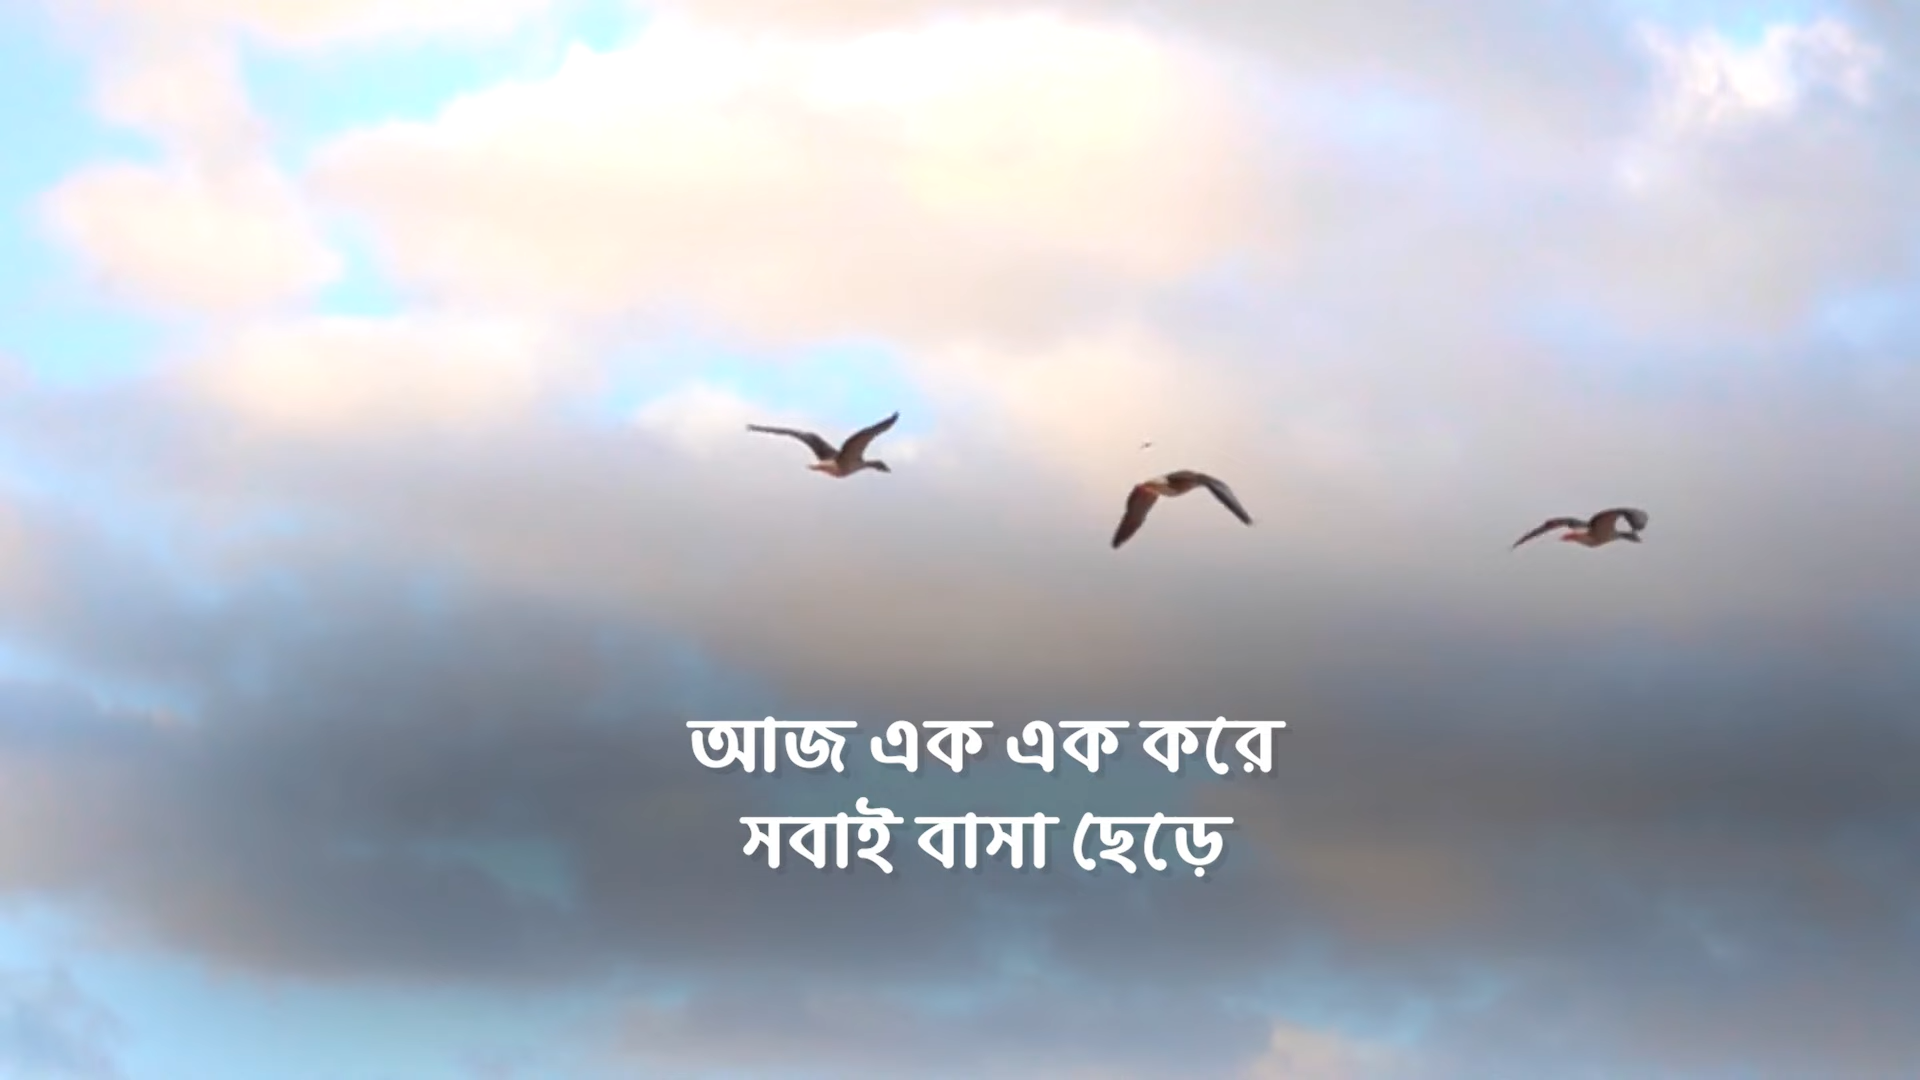 আজ এক এক করে
সবাই বাসা ছেড়ে